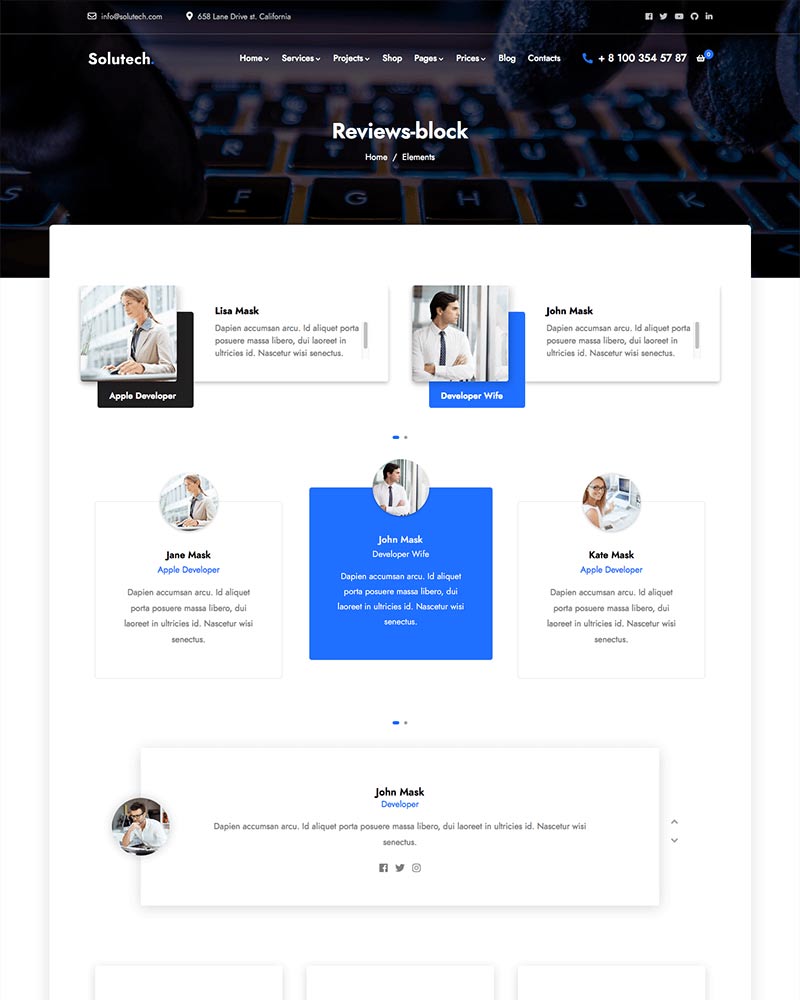 info@solutech.com 658 Lane Drive st. California
Solutech. Home Services Projects Shop Pages Prices Blog Contacts + 8 100 354 57 87 0
Reviews-block
Home / Elements
S F G H J K L
Lisa Mask
Dapien accumsan arcu. Id aliquet porta
posuere massa libero, dui laoreet in
ultricies id. Nascetur wisi senectus.
Apple Developer
John Mask
Dapien accumsan arcu. Id aliquet porta
posuere massa libero, dui laoreet in
ultricies id. Nascetur wisi senectus.
Developer Wife
Jane Mask
Apple Developer
Dapien accumsan arcu. Id aliquet
porta posuere massa libero, dui
laoreet in ultricies id. Nascetur wisi
senectus.
John Mask
Developer Wife
Dapien accumsan arcu. Id aliquet
porta posuere massa libero, dui
laoreet in ultricies id. Nascetur wisi
senectus.
Kate Mask
Apple Developer
Dapien accumsan arcu. Id aliquet
porta posuere massa libero, dui
laoreet in ultricies id. Nascetur wisi
senectus.
John Mask
Developer
Dapien accumsan arcu. Id aliquet porta posuere massa libero, dui laoreet in ultricies id. Nascetur wisi
senectus.